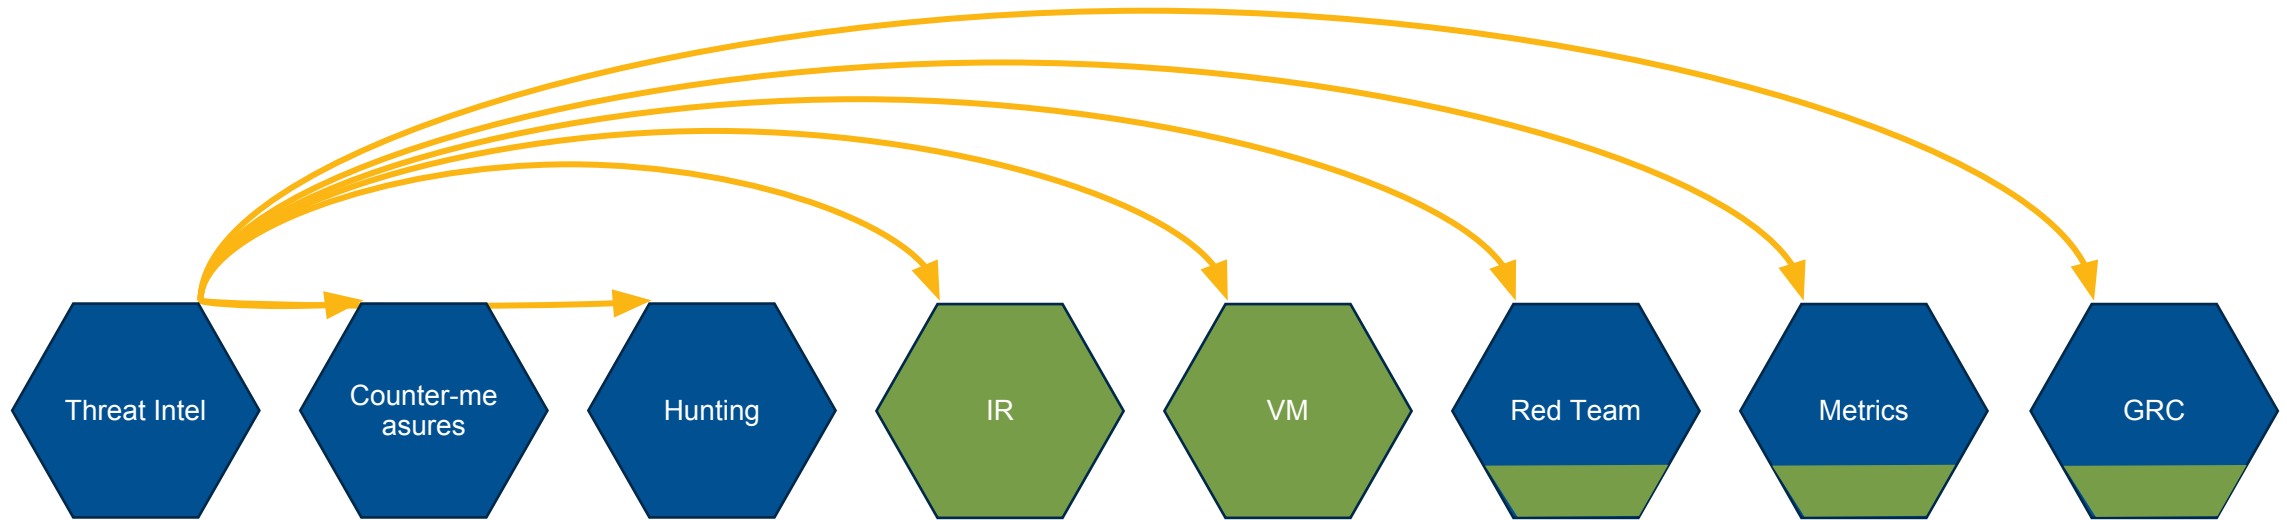 Threat Intel
Counter-me
asures
Hunting
IR
VM
Red Team
Metrics
GRC